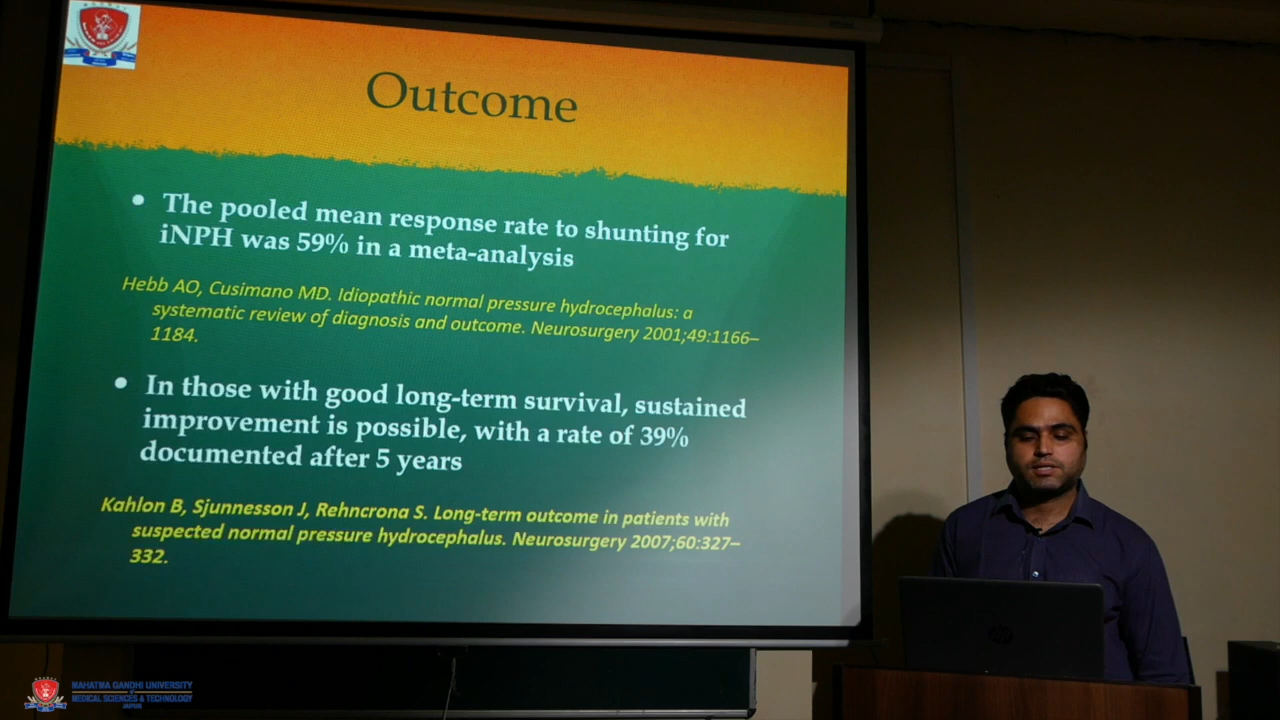 Outcome
• The pooled mean response rate to shunting for
iNPH was 59% in a meta-analysis
Hebb AO, Cusimano MD. Idiopathic normal pressure hydrocephalus: a
systematic review of diagnosis and outcome. Neurosurgery 2001;49:1166–
1184.
• In those with good long-term survival, sustained
improvement is possible, with a rate of 39%
documented after 5 years
Kahlon B, Sjunnesson J, Rehncrona S. Long-term outcome in patients with
suspected normal pressure hydrocephalus. Neurosurgery 2007;60:327–
332.
MAHATMA GANDHI UNIVERSITY
of
MEDICAL SCIENCES & TECHNOLOGY
JAIPUR